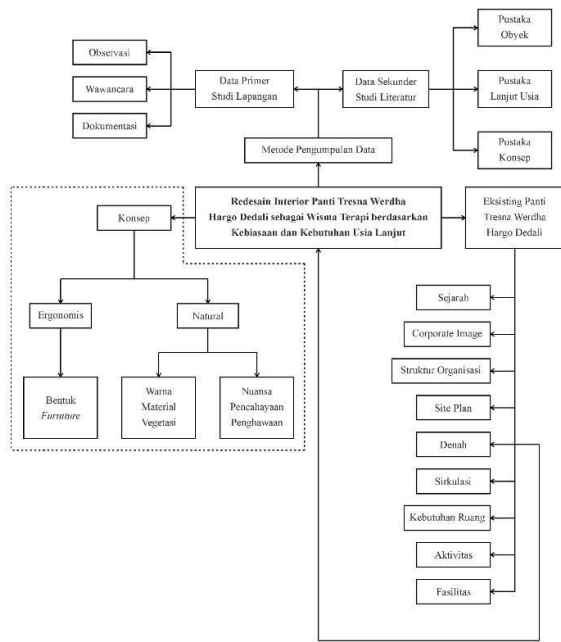 Pustaka
Obyek
Observasi
Wawancara
Dokumentasi
Data Primer
Studi Lapangan
Data Sekunder
Studi Literatur
Pustaka
Lanjut Usia
Pustaka
Konsep
Metode Pengumpulan Data
Redesain Interior Panti Tresna Werdha
Hargo Dedali sebagai Wisma Terapi berdasarkan
Kebiasaan dan Kebutuhan Usia Lanjut
Eksisting Panti
Tresna Werdha
Hargo Dedali
Konsep
Ergonomis
Natural
Bentuk
Furnature
Warna
Material
Vegetasi
Nuansa
Pencahayaan
Penghawaan
Sejarah
Corporate Image
Struktur Organisasi
Site Plan
Denah
Sirkulasi
Kebutuhan Ruang
Aktivitas
Fasilitas